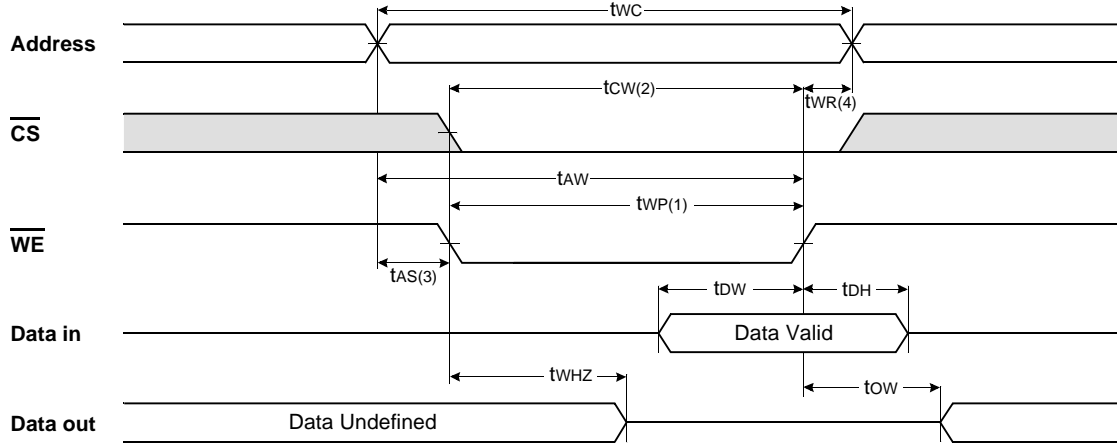 tWC
Address
tCW(2)
tWR(4)
CS
tAW
tWP(1)
WE
tAS(3)
tDW
tDH
Data in
Data Valid
tWHZ
tOW
Data out
Data Undefined